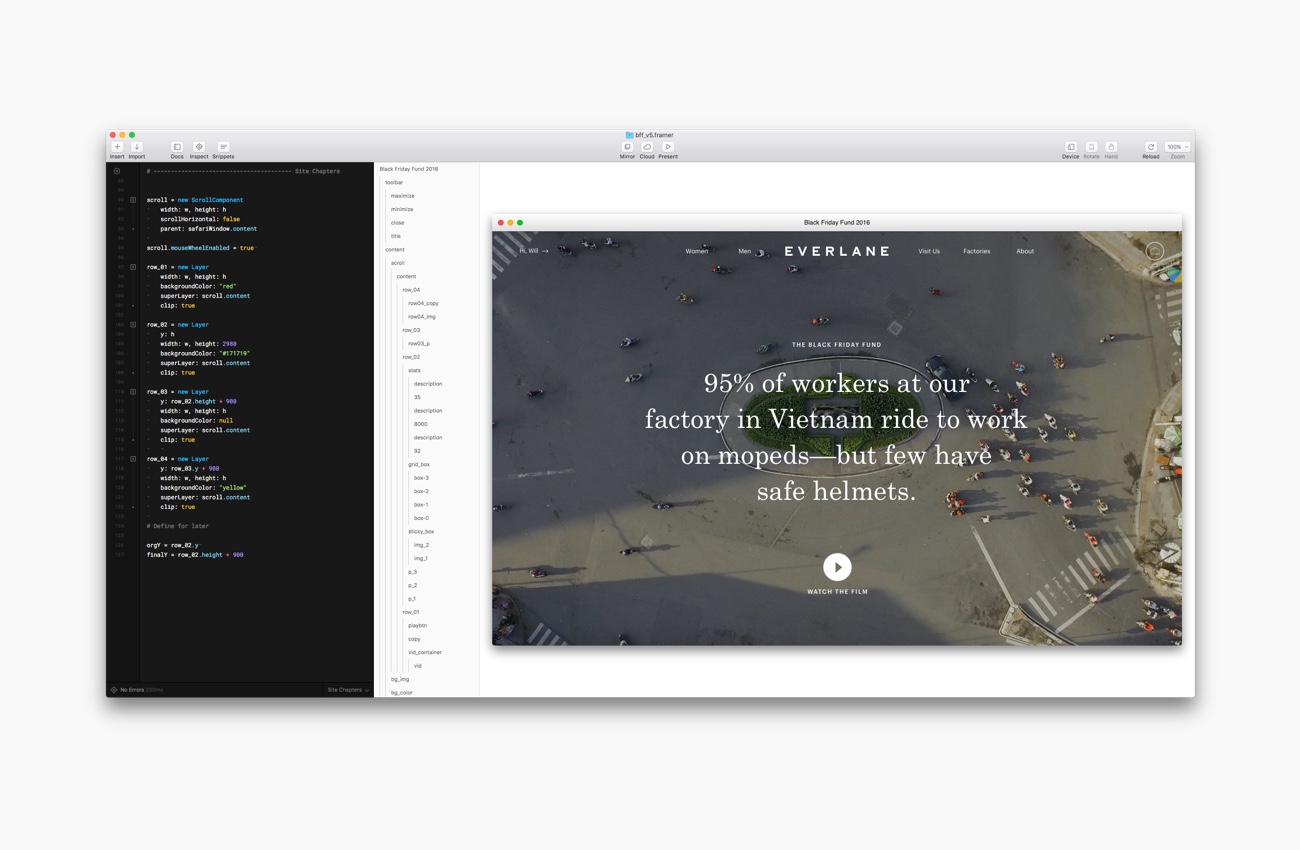 bff_v5.framer
Insert Import Docs Inspect Snippets Mirror Cloud Present Device Rotate Hand Reload 100% Zoom
# ---------------------------------------- Site Chapters
scroll = new ScrollComponent
width: w, height: h
scrollHorizontal: false
parent: safariWindow.content
scroll.mouseWheelEnabled = true
row_01 = new Layer
width: w, height: h
backgroundColor: "red"
superLayer: scroll.content
clip: true
row_02 = new Layer
y: h
width: w, height: 2980
backgroundColor: "#171719"
superLayer: scroll.content
clip: true
row_03 = new Layer
y: row_02.height + 900
width: w, height: h
backgroundColor: null
superLayer: scroll.content
clip: true
row_04 = new Layer
y: row_03.y + 900
width: w, height: h
backgroundColor: "yellow"
superLayer: scroll.content
clip: true
# Define for later
orgY = row_02.y
finalY = row_02.height + 900
No Errors
Site Chapters
Black Friday Fund 2016
toolbar
maximize
minimize
close
title
content
scroll
content
row_04
row04_copy
row04_img
row_03
row03_p
row_02
stats
description
35
description
8000
description
92
grid_box
box-3
box-2
box-1
box-0
sticky_box
img_2
img_1
p_3
p_2
p_1
row_01
playbtn
copy
vid_container
vid
bg_img
bg_color
Black Friday Fund 2016
Hi, Will → Women Men EVERLANE Visit Us Factories About
THE BLACK FRIDAY FUND
95% of workers at our
factory in Vietnam ride to work
on mopeds—but few have
safe helmets.
WATCH THE FILM